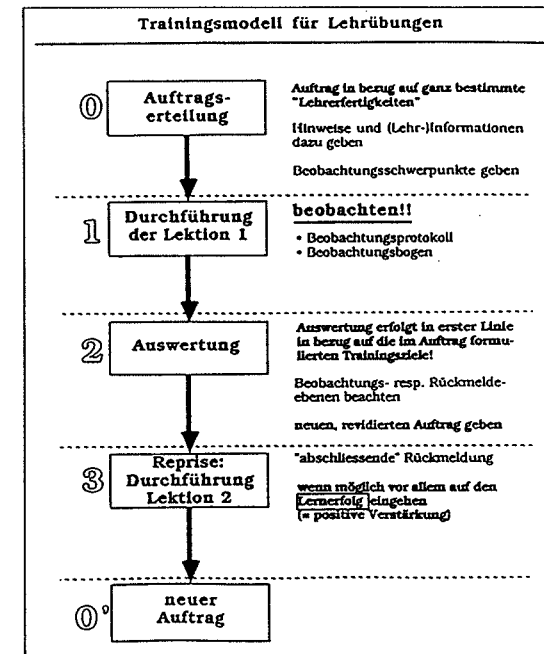 Trainingsmodell für Lehrübungen
0
Auftrags-
erteilung
Auftrag in bezug auf ganz bestimmte
"Lehrerfertigkeiten"
Hinweise und (Lehr-)Informationen
dazu geben
Beobachtungsschwerpunkte geben
1
Durchführung
der Lektion 1
beobachten!!
• Beobachtungsprotokoll
• Beobachtungsbogen
2
Auswertung
Auswertung erfolgt in erster Linie
in bezug auf die im Auftrag formu-
lierten Trainingsziele!
Beobachtungs- resp. Rückmelde-
ebenen beachten
neuen, revidierten Auftrag geben
3
Reprise:
Durchführung
Lektion 2
"abschliessende" Rückmeldung
wenn möglich vor allem auf den
Lernerfolg eingehen
(= positive Verstärkung)
0'
neuer
Auftrag